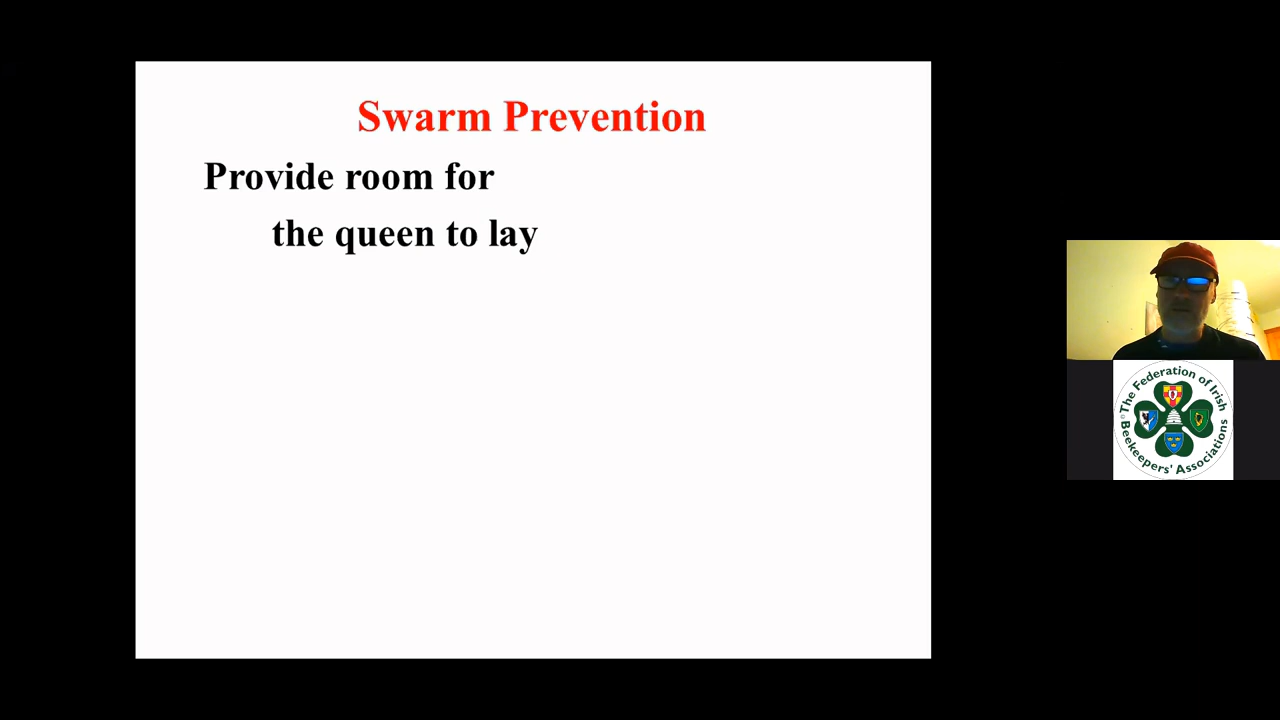 Swarm Prevention
Provide room for
the queen to lay
The Federation of Irish
Beekeepers' Associations
©